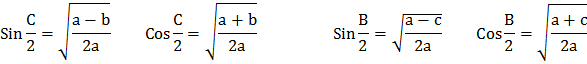 Sin C/2 = √((a − b)/2a)   Cos C/2 = √((a + b)/2a)   Sin B/2 = √((a − c)/2a)   Cos B/2 = √((a + c)/2a)